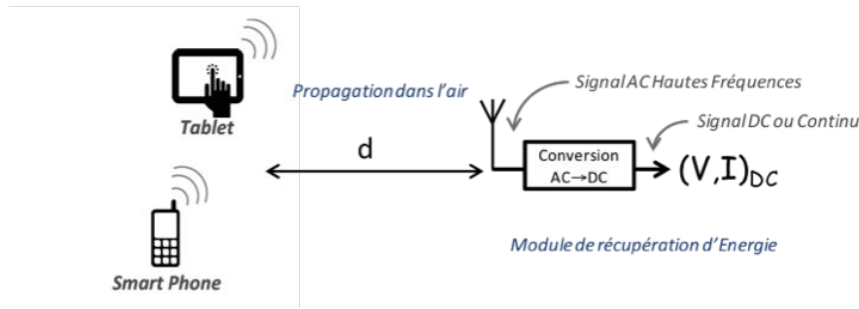 Tablet
Smart Phone
Propagation dans l'air
d
Signal AC Hautes Fréquences
Signal DC ou Continu
Conversion
AC→DC
(V,I)DC
Module de récupération d'Energie